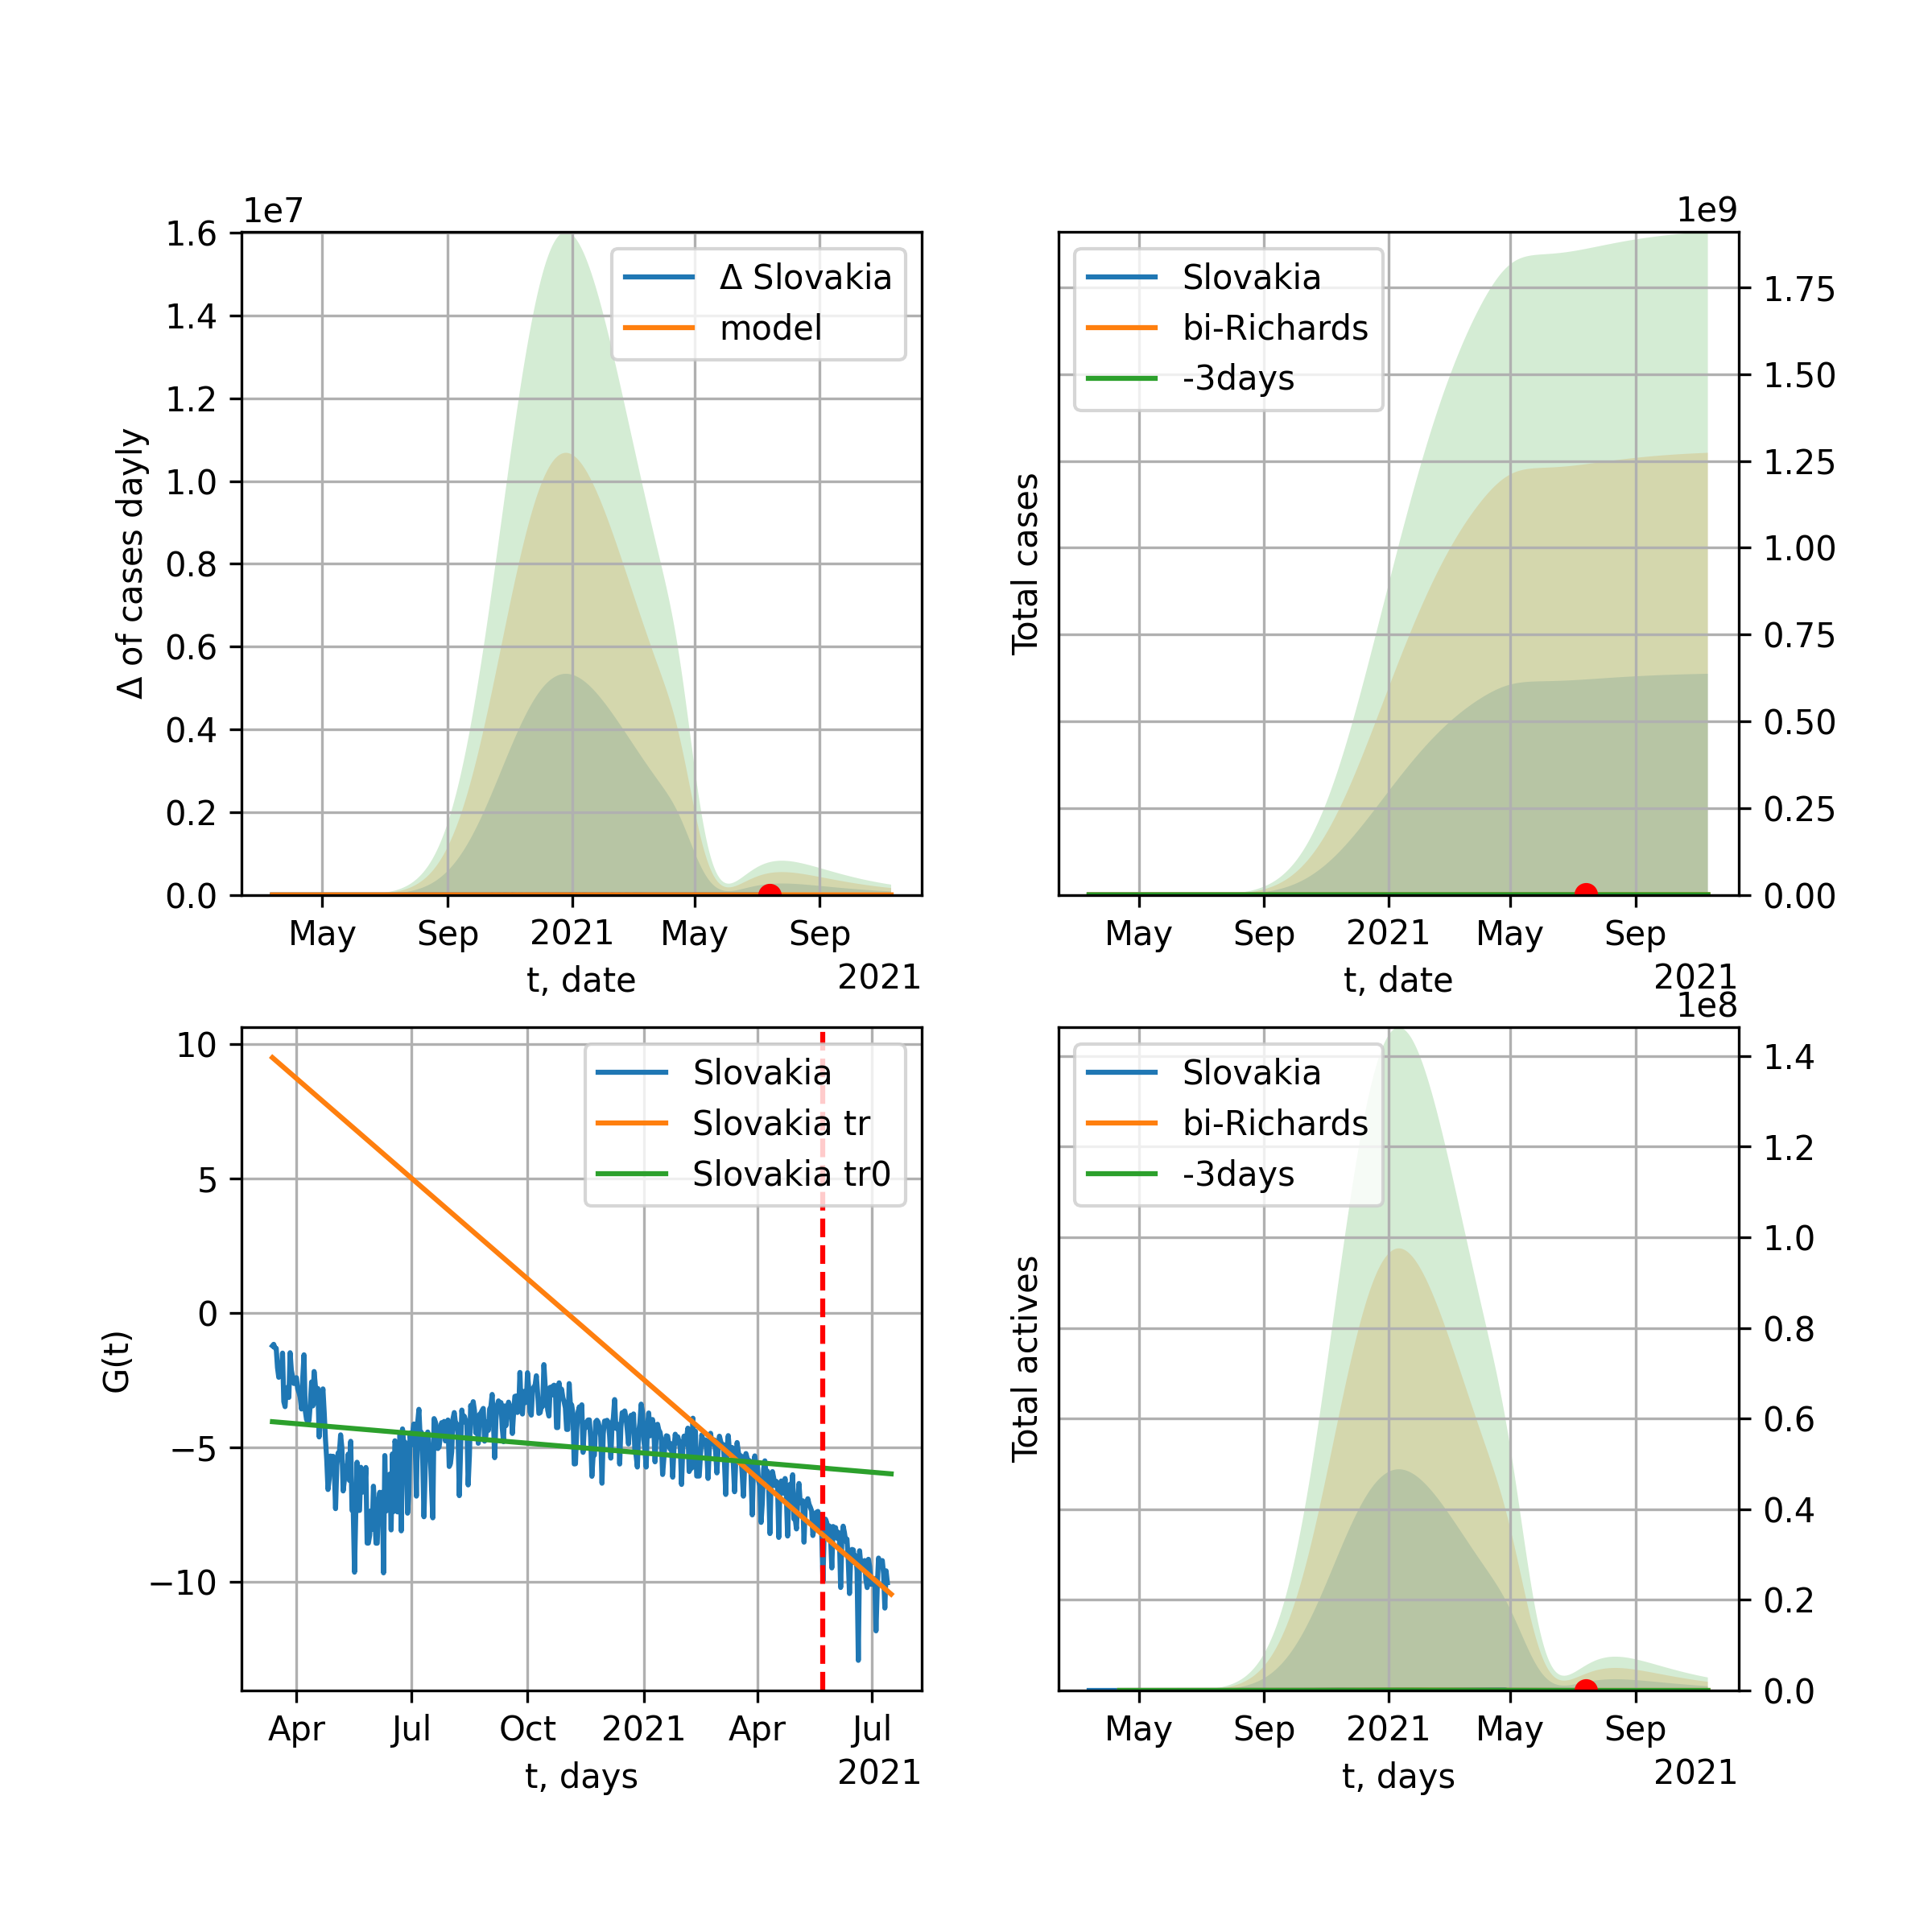 1e7
1.6
1.4
1.2
1.0
0.8
0.6
0.4
0.2
0.0
Δ of cases dayly
Δ Slovakia
model
May Sep 2021 May Sep
t, date
2021
1e9
Slovakia
bi-Richards
-3days
Total cases
1.75
1.50
1.25
1.00
0.75
0.50
0.25
0.00
May Sep 2021 May Sep
t, date
2021
10
5
0
−5
−10
G(t)
Slovakia
Slovakia tr
Slovakia tr0
Apr Jul Oct 2021 Apr Jul
t, days
2021
1e8
Slovakia
bi-Richards
-3days
Total actives
1.4
1.2
1.0
0.8
0.6
0.4
0.2
0.0
May Sep 2021 May Sep
t, days
2021